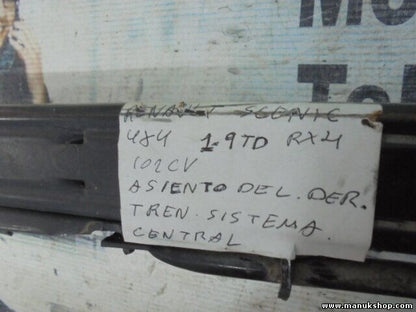 RENAULT SCENIC
4X4 1.9TD RX4
102CV
ASIENTO DEL. DER.
TREN. SISTEMA.
CENTRAL
www.manukshop.com